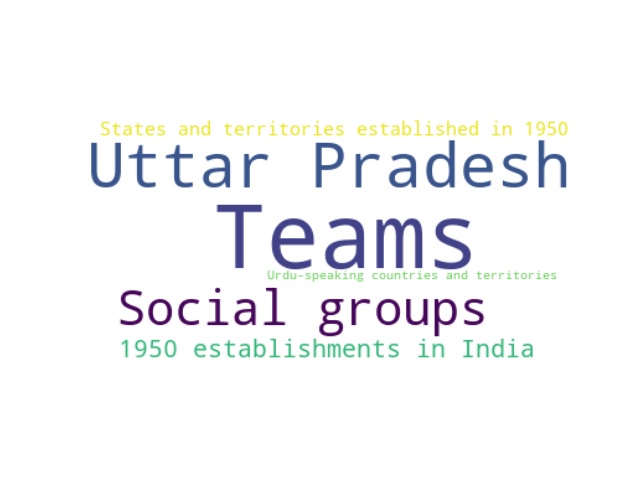 States and territories established in 1950
Uttar Pradesh
Teams
Urdu-speaking countries and territories
Social groups
1950 establishments in India